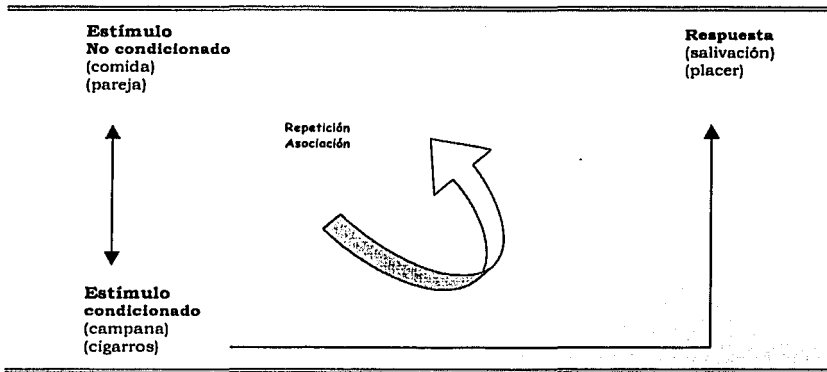 Estímulo
No condicionado
(comida)
(pareja)
Respuesta
(salivación)
(placer)
Repetición
Asociación
Estímulo
condicionado
(campana)
(cigarros)